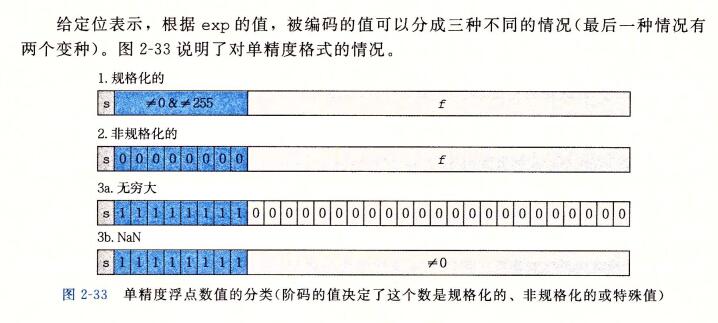 给定位表示，根据 exp 的值，被编码的值可以分成三种不同的情况(最后一种情况有
两个变种)。图 2-33 说明了对单精度格式的情况。
1. 规格化的
s ≠0 & ≠255 f
2. 非规格化的
s 0 0 0 0 0 0 0 0 f
3a. 无穷大
s 1 1 1 1 1 1 1 1 0 0 0 0 0 0 0 0 0 0 0 0 0 0 0 0 0 0 0 0 0 0 0
3b. NaN
s 1 1 1 1 1 1 1 1 ≠0
图 2-33 单精度浮点数值的分类(阶码的值决定了这个数是规格化的、非规格化的或特殊值)